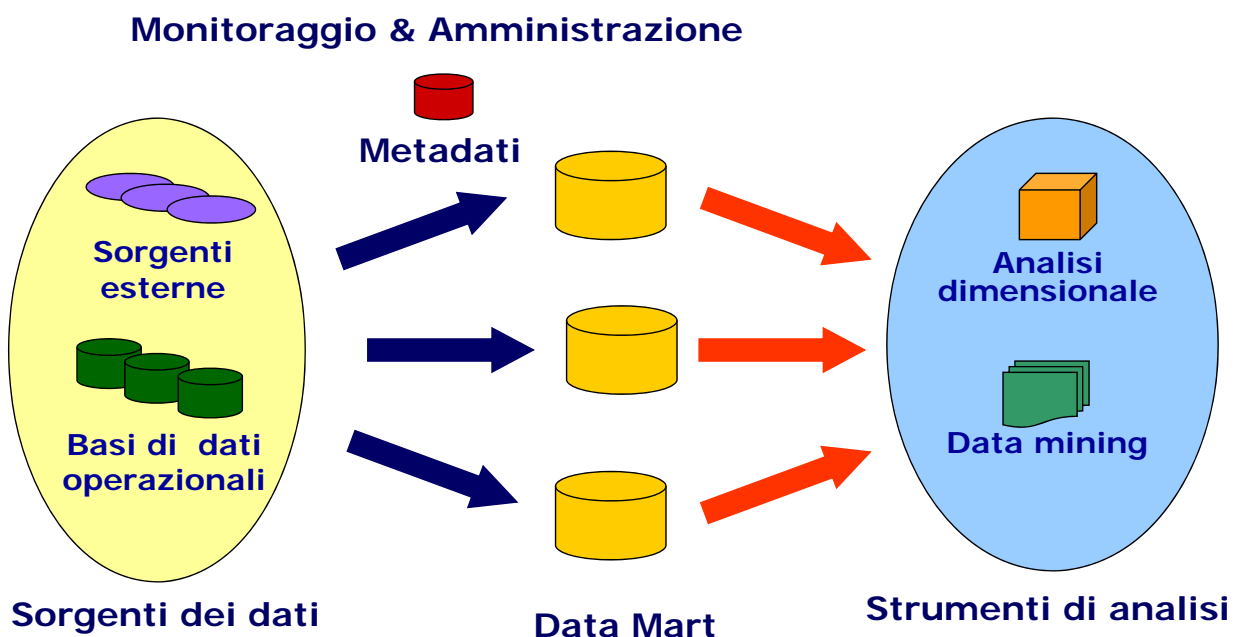 Monitoraggio & Amministrazione
Metadati
Sorgenti
esterne
Basi di dati
operazionali
Sorgenti dei dati
Data Mart
Analisi
dimensionale
Data mining
Strumenti di analisi